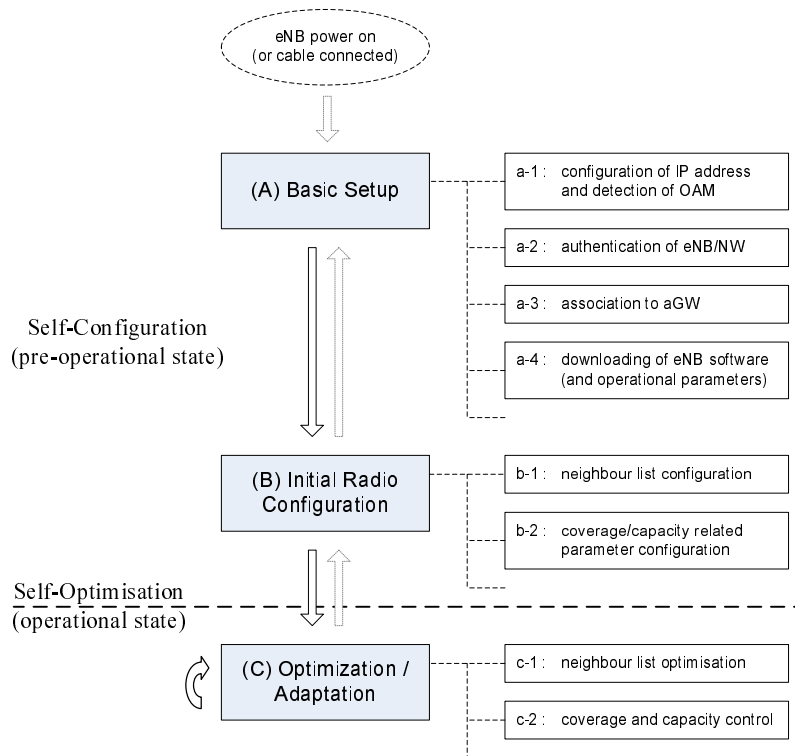 eNB power on
(or cable connected)
(A) Basic Setup
a-1 : configuration of IP address
and detection of OAM
a-2 : authentication of eNB/NW
a-3 : association to aGW
a-4 : downloading of eNB software
(and operational parameters)
Self-Configuration
(pre-operational state)
(B) Initial Radio
Configuration
b-1 : neighbour list configuration
b-2 : coverage/capacity related
parameter configuration
Self-Optimisation
(operational state)
(C) Optimization /
Adaptation
c-1 : neighbour list optimisation
c-2 : coverage and capacity control